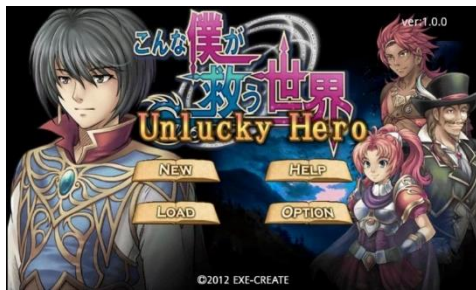 ver:1.0.0
こんな僕が
救う世界
Unlucky Hero
NEW
HELP
LOAD
OPTION
©2012 EXE-CREATE